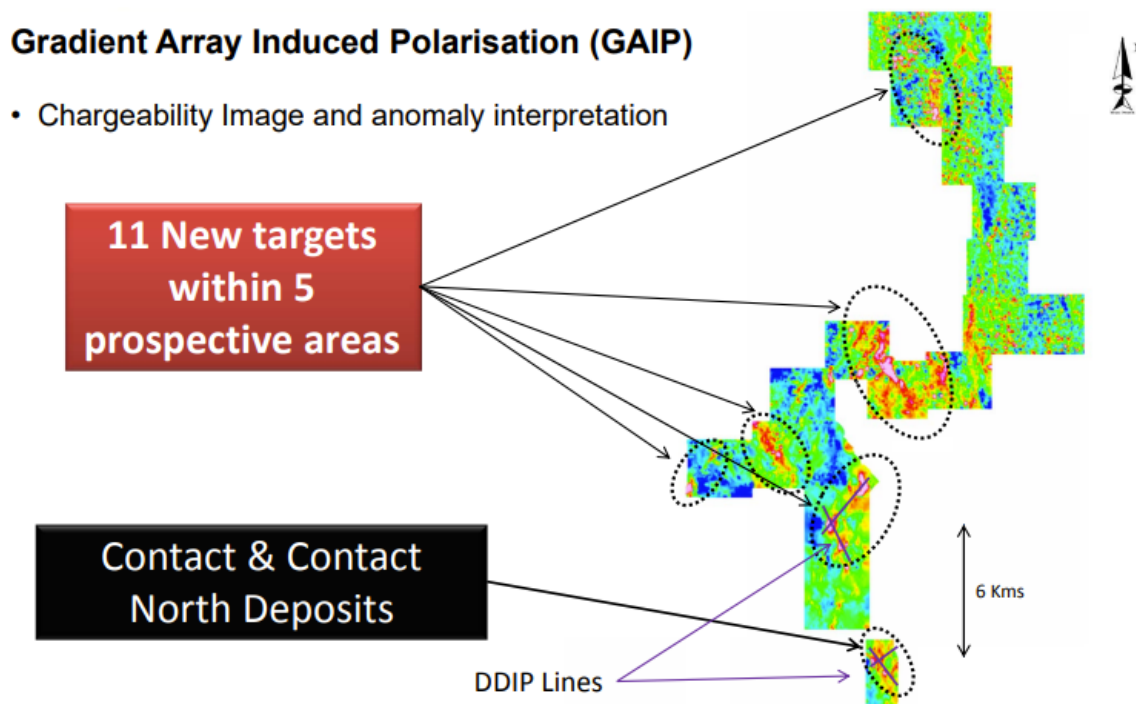 Gradient Array Induced Polarisation (GAIP)
• Chargeability Image and anomaly interpretation
11 New targets
within 5
prospective areas
Contact & Contact
North Deposits
6 Kms
DDIP Lines